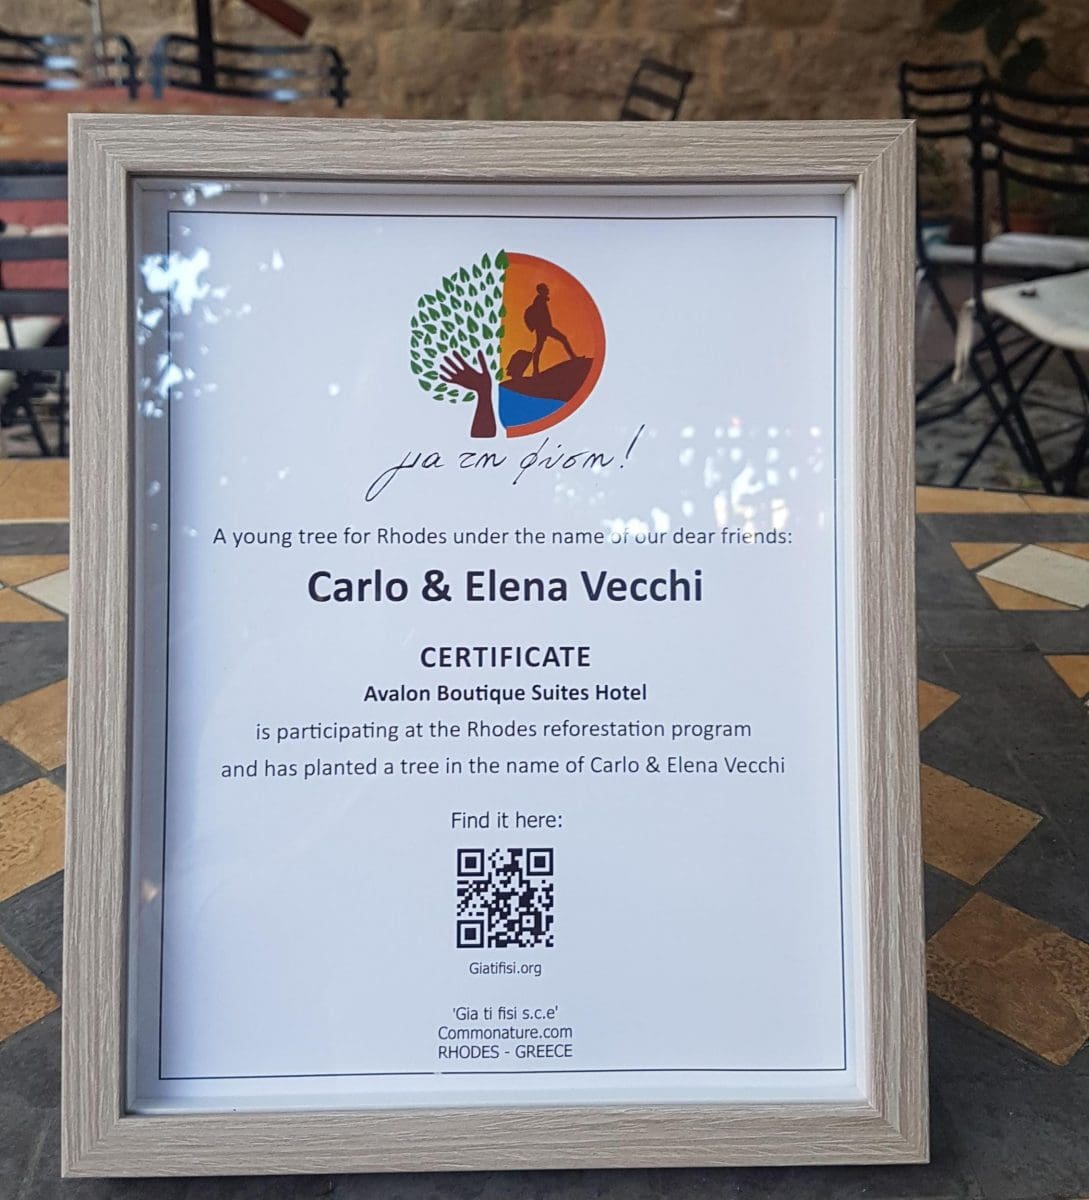 για τη φύση!
A young tree for Rhodes under the name of our dear friends:
Carlo & Elena Vecchi
CERTIFICATE
Avalon Boutique Suites Hotel
is participating at the Rhodes reforestation program
and has planted a tree in the name of Carlo & Elena Vecchi
Find it here:
Giatifisi.org
'Gia ti fisi s.c.e'
Commonature.com
RHODES - GREECE